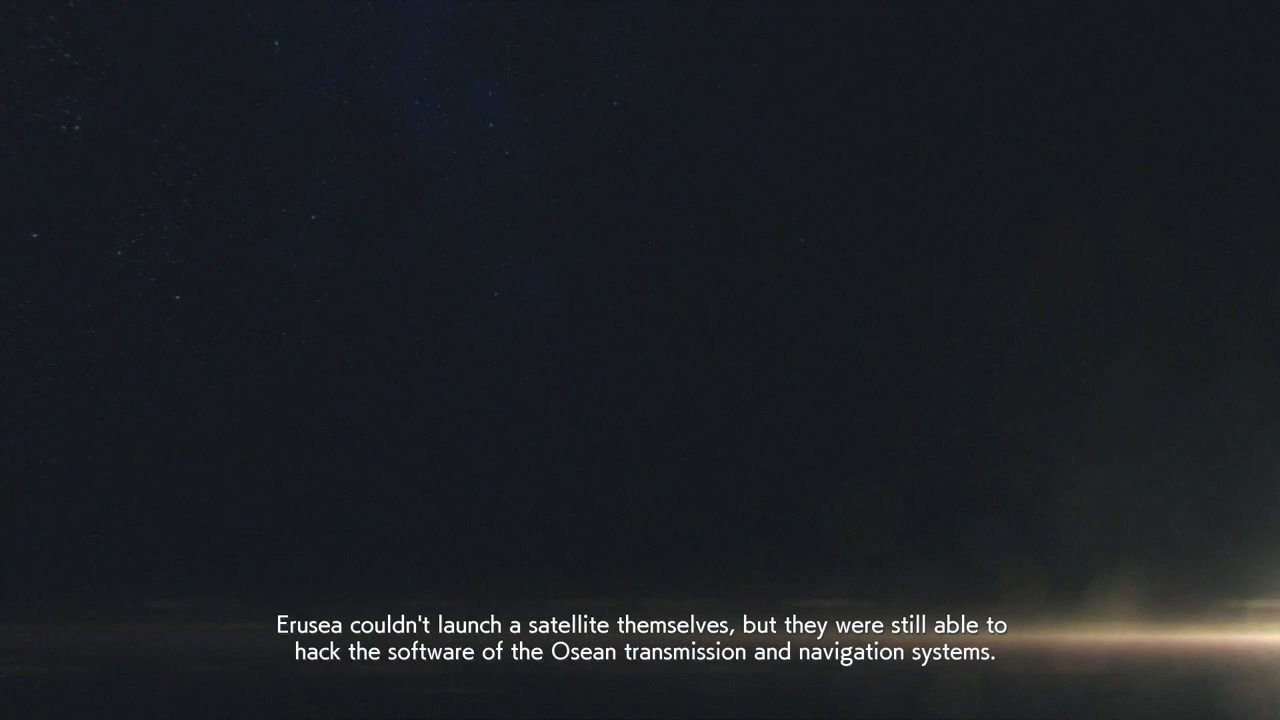 Erusea couldn't launch a satellite themselves, but they were still able to
hack the software of the Osean transmission and navigation systems.